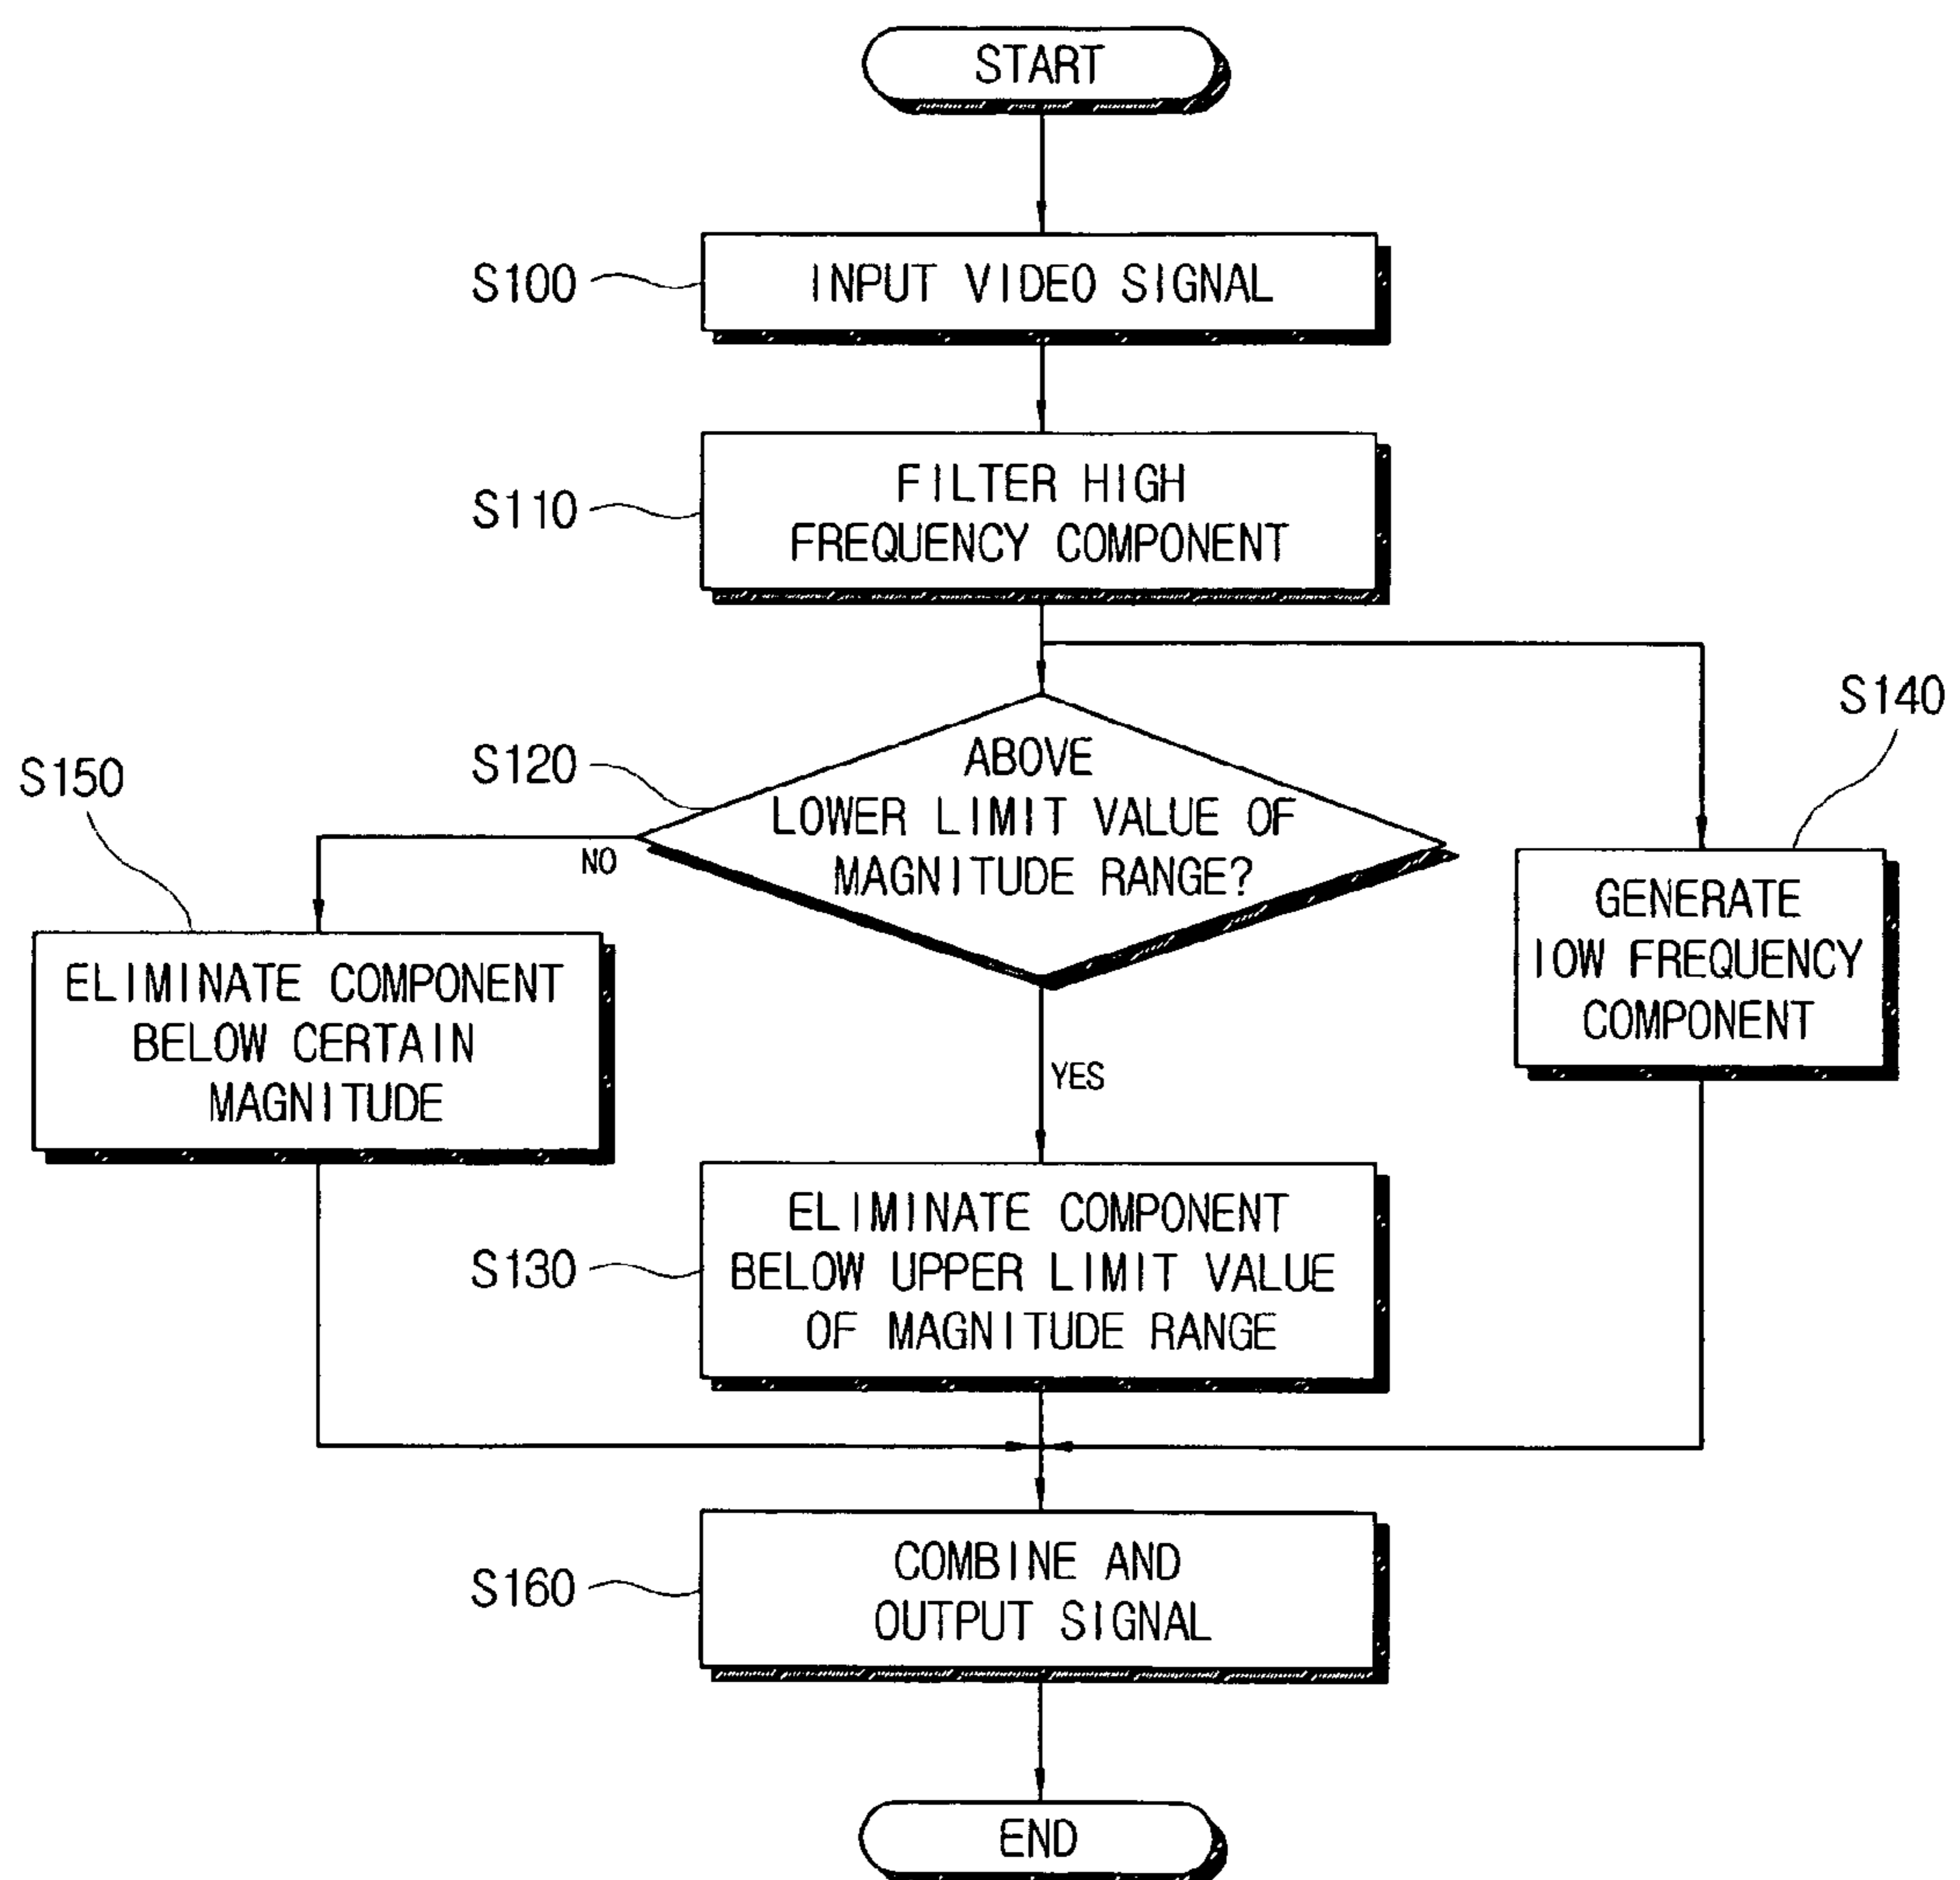 START
S100
INPUT VIDEO SIGNAL
S110
FILTER HIGH
FREQUENCY COMPONENT
S120
ABOVE
LOWER LIMIT VALUE OF
MAGNITUDE RANGE?
NO
YES
S140
GENERATE
lOW FREQUENCY
COMPONENT
S150
ELIMINATE COMPONENT
BELOW CERTAIN
MAGNITUDE
S130
ELIMINATE COMPONENT
BELOW UPPER LIMIT VALUE
OF MAGNITUDE RANGE
S160
COMBINE AND
OUTPUT SIGNAL
END